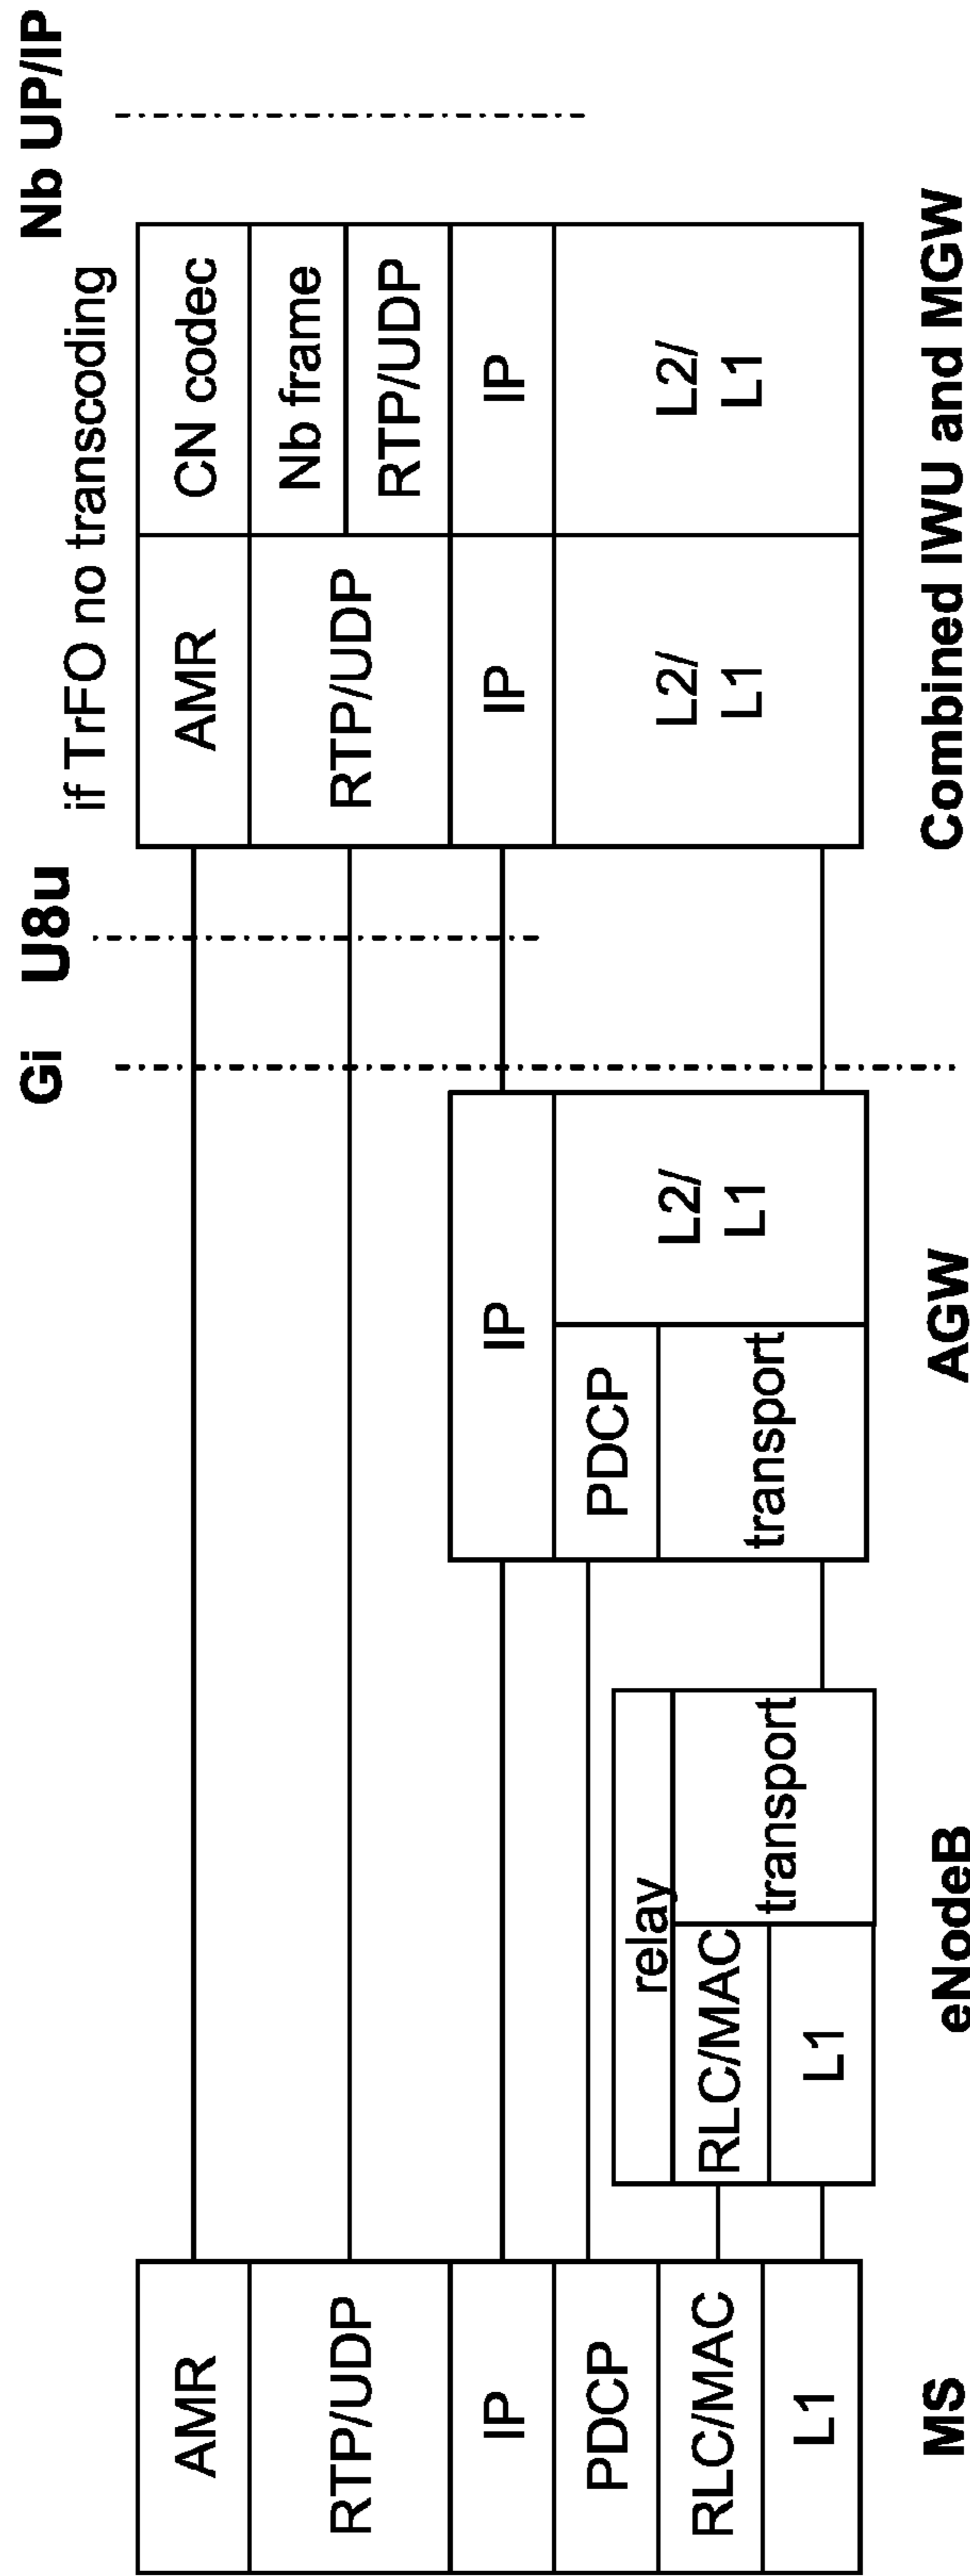 Gi
U8u
Nb UP/IP
if TrFO no transcoding
AMR
RTP/UDP
IP
PDCP
RLC/MAC
L1
MS
relay
RLC/MAC
L1
transport
eNodeB
IP
PDCP
transport
L2/
L1
AGW
AMR
RTP/UDP
IP
L2/
L1
CN codec
Nb frame
RTP/UDP
IP
L2/
L1
Combined IWU and MGW